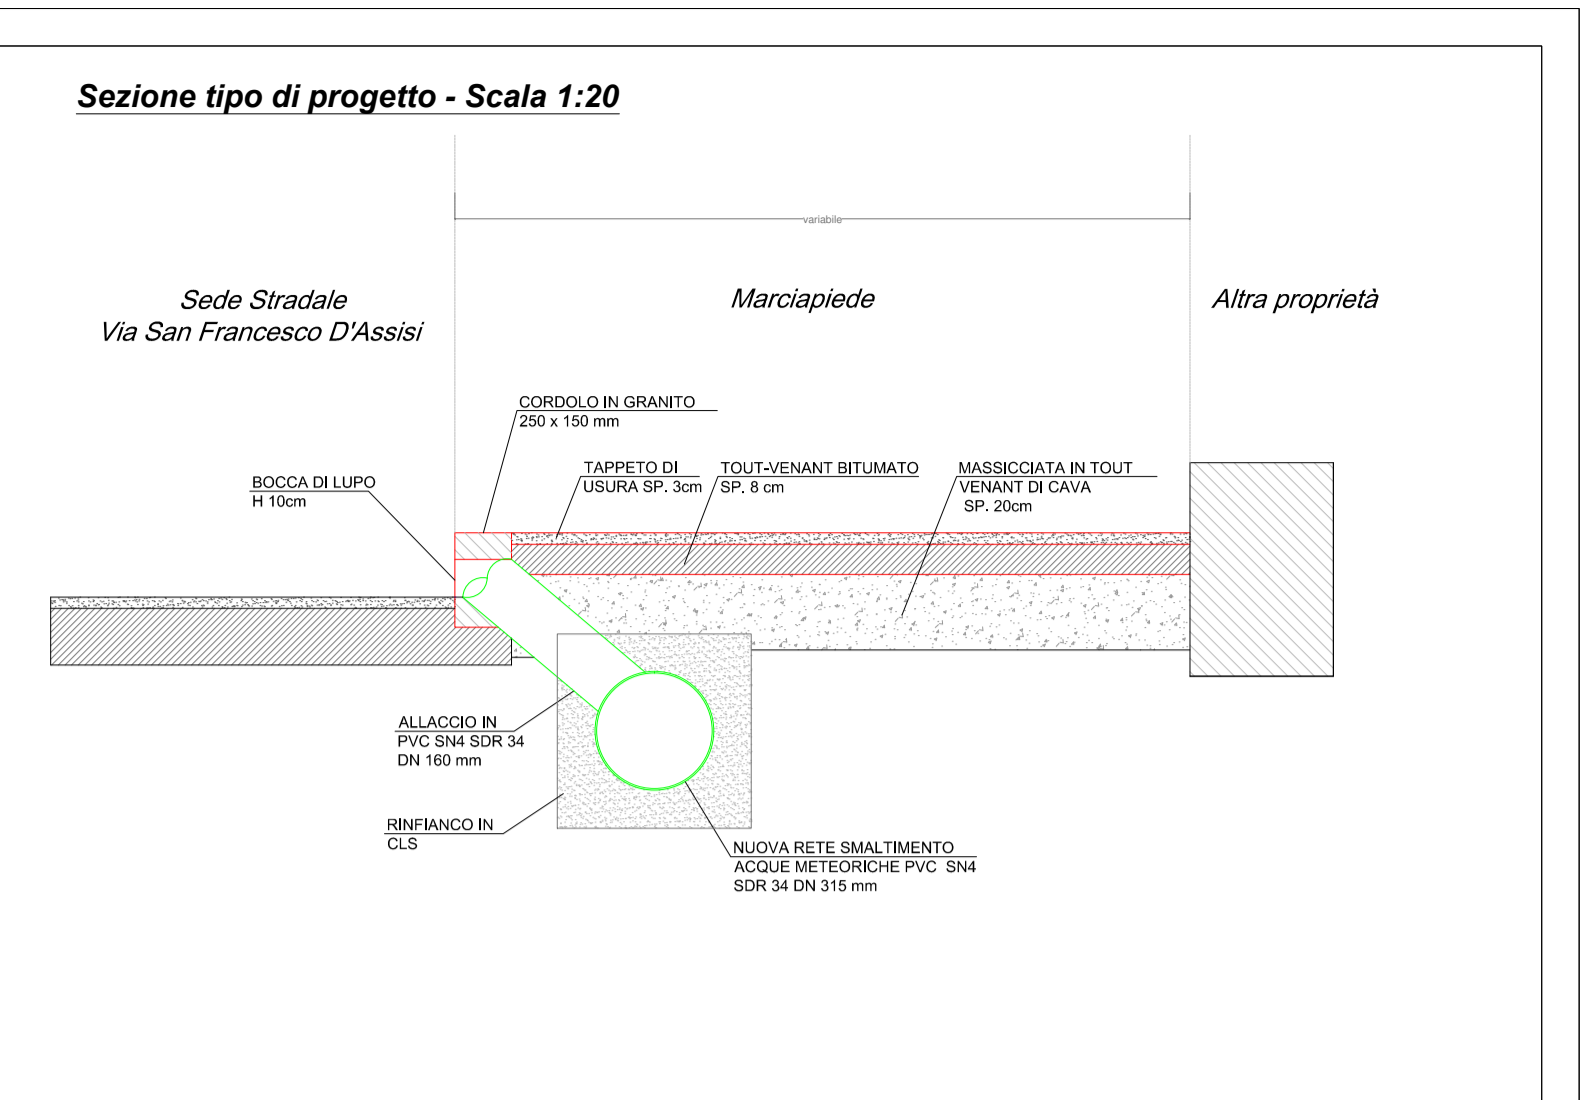 Sezione tipo di progetto - Scala 1:20
variabile
Sede Stradale
Via San Francesco D'Assisi
Marciapiede
Altra proprietà
CORDOLO IN GRANITO
250 x 150 mm
BOCCA DI LUPO
H 10cm
TAPPETO DI
USURA SP. 3cm
TOUT-VENANT BITUMATO
SP. 8 cm
MASSICCIATA IN TOUT
VENANT DI CAVA
SP. 20cm
ALLACCIO IN
PVC SN4 SDR 34
DN 160 mm
RINFIANCO IN
CLS
NUOVA RETE SMALTIMENTO
ACQUE METEORICHE PVC SN4
SDR 34 DN 315 mm